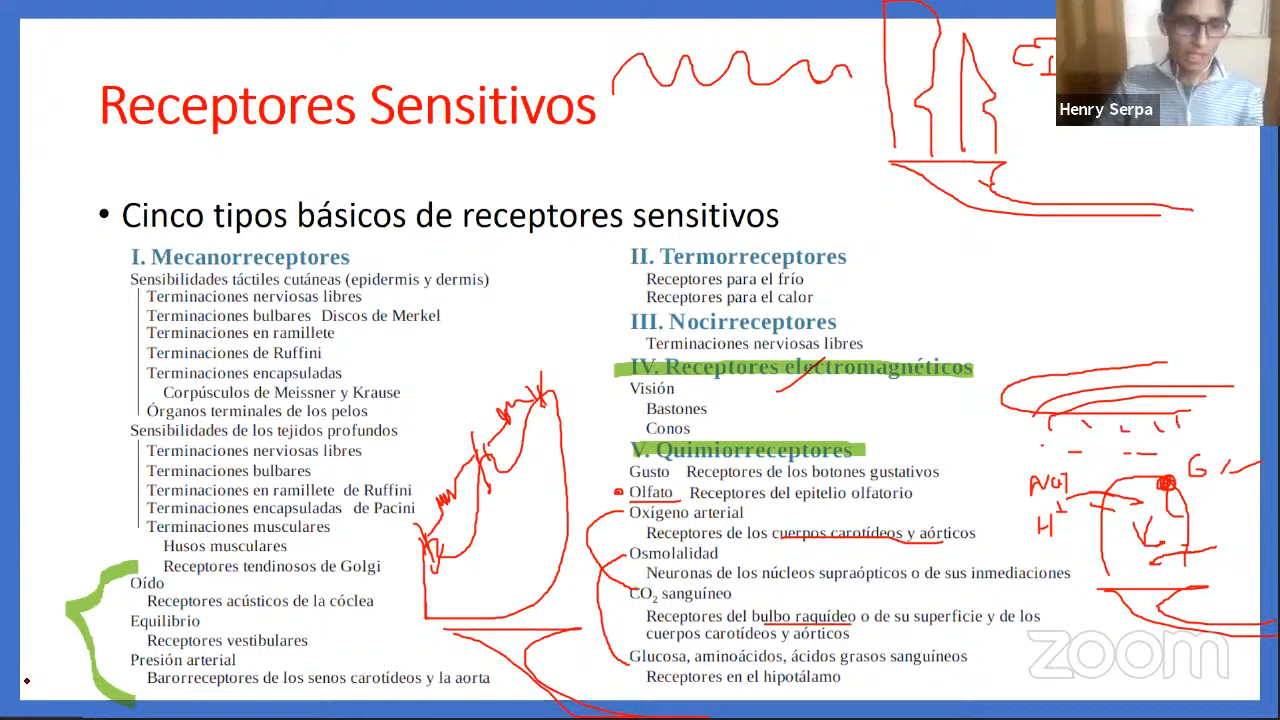 Receptores Sensitivos
Henry Serpa
• Cinco tipos básicos de receptores sensitivos
I. Mecanorreceptores
Sensibilidades táctiles cutáneas (epidermis y dermis)
Terminaciones nerviosas libres
Terminaciones bulbares Discos de Merkel
Terminaciones en ramillete
Terminaciones de Ruffini
Terminaciones encapsuladas
Corpúsculos de Meissner y Krause
Órganos terminales de los pelos
Sensibilidades de los tejidos profundos
Terminaciones nerviosas libres
Terminaciones bulbares
Terminaciones en ramillete de Ruffini
Terminaciones encapsuladas de Pacini
Terminaciones musculares
Husos musculares
Receptores tendinosos de Golgi
Oído
Receptores acústicos de la cóclea
Equilibrio
Receptores vestibulares
Presión arterial
Barorreceptores de los senos carotídeos y la aorta
II. Termorreceptores
Receptores para el frío
Receptores para el calor
III. Nocirreceptores
Terminaciones nerviosas libres
IV. Receptores electromagnéticos
Visión
Bastones
Conos
V. Quimiorreceptores
Gusto Receptores de los botones gustativos
Olfato Receptores del epitelio olfatorio
Oxígeno arterial
Receptores de los cuerpos carotídeos y aórticos
Osmolalidad
Neuronas de los núcleos supraópticos o de sus inmediaciones
CO2 sanguíneo
Receptores del bulbo raquídeo o de su superficie y de los
cuerpos carotídeos y aórticos
Glucosa, aminoácidos, ácidos grasos sanguíneos
Receptores en el hipotálamo
G
zoom